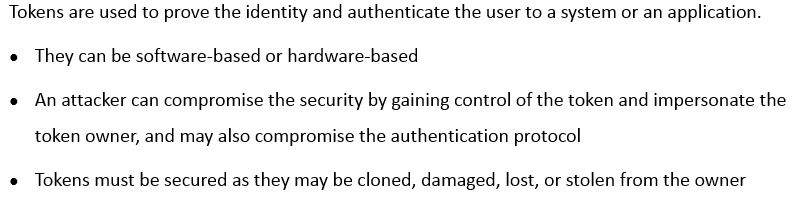 Tokens are used to prove the identity and authenticate the user to a system or an application.
• They can be software-based or hardware-based
• An attacker can compromise the security by gaining control of the token and impersonate the
token owner, and may also compromise the authentication protocol
• Tokens must be secured as they may be cloned, damaged, lost, or stolen from the owner